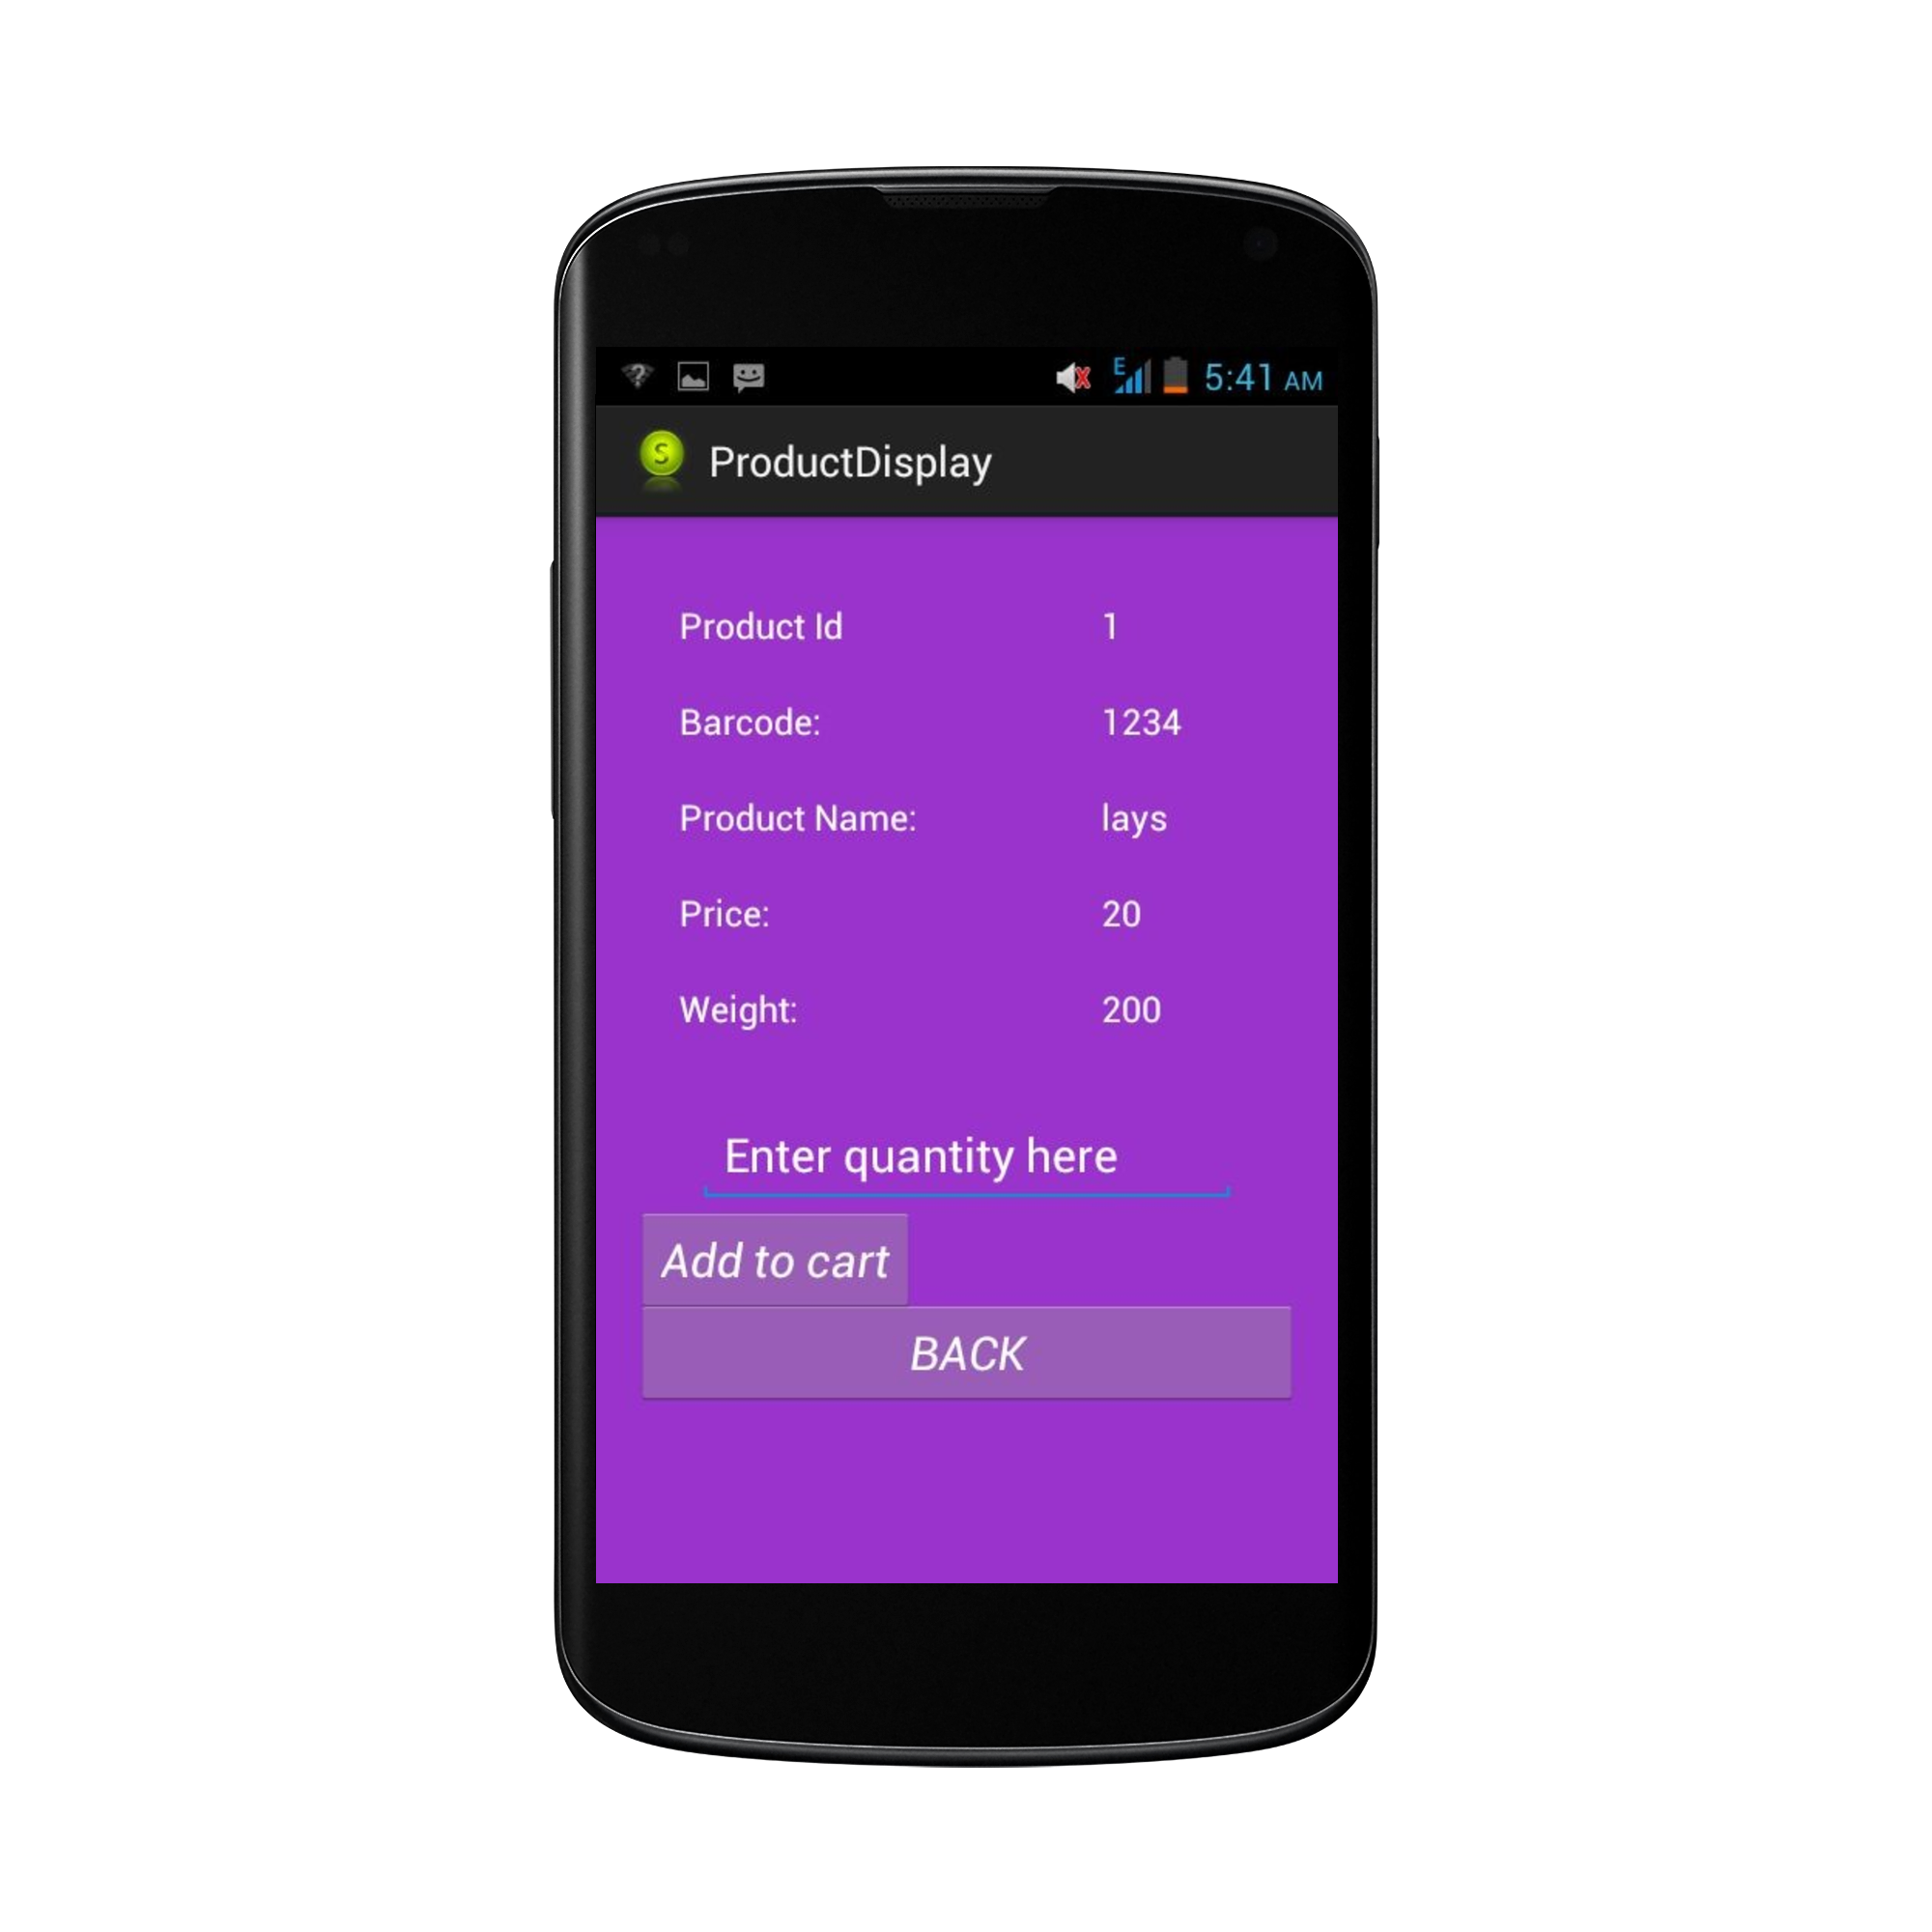 E 5:41 AM
S ProductDisplay
Product Id 1
Barcode: 1234
Product Name: lays
Price: 20
Weight: 200
Enter quantity here
Add to cart
BACK